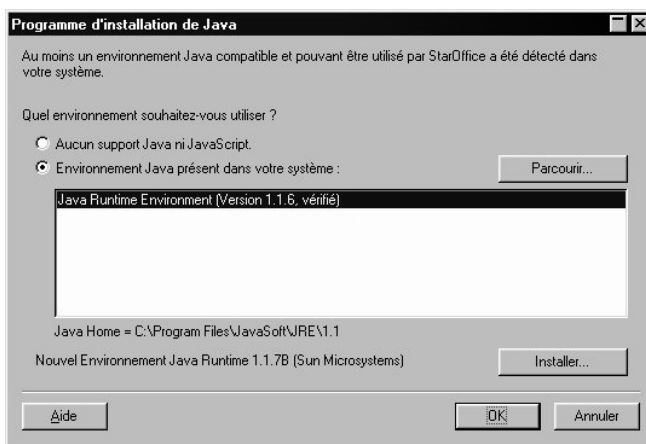 Programme d'installation de Java
Au moins un environnement Java compatible et pouvant être utilisé par StarOffice a été détecté dans
votre système.
Quel environnement souhaitez-vous utiliser ?
Aucun support Java ni JavaScript.
Environnement Java présent dans votre système :
Parcourir...
Java Runtime Environment (Version 1.1.6, vérifié)
Java Home = C:\Program Files\JavaSoft\JRE\1.1
Nouvel Environnement Java Runtime 1.1.7B (Sun Microsystems)
Installer...
Aide
OK
Annuler